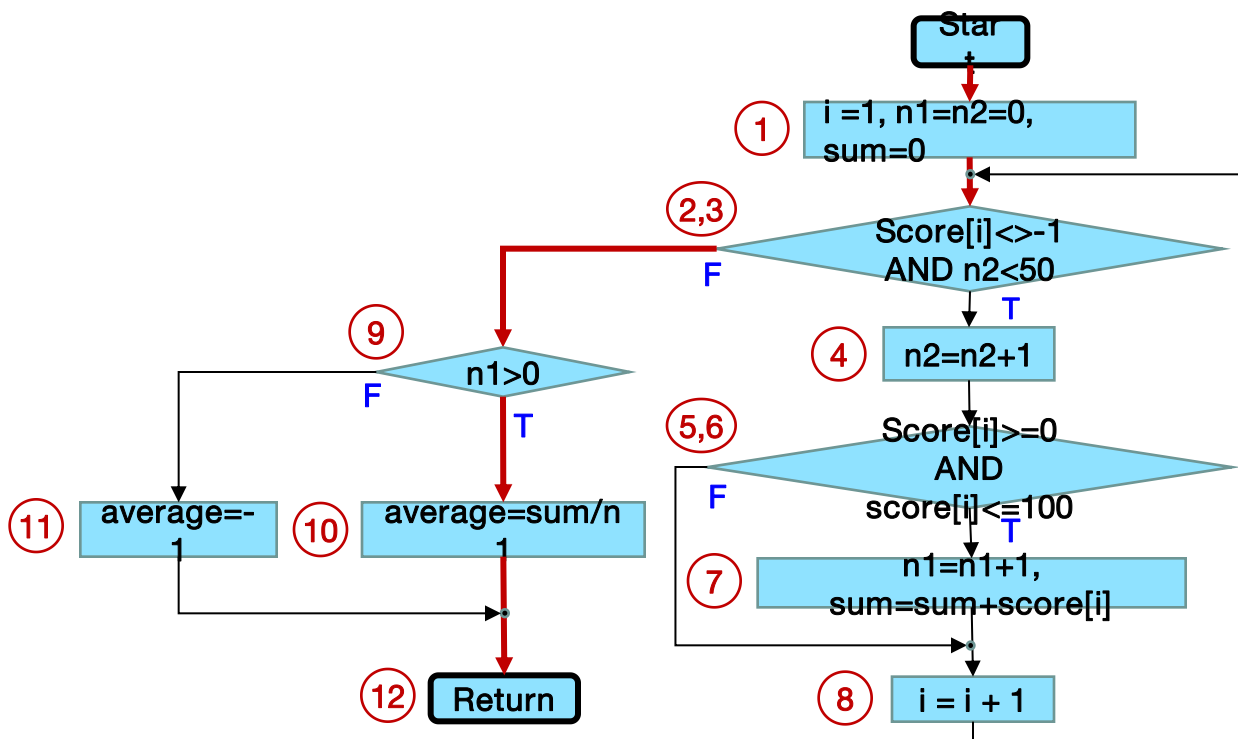 Star
t
1
i =1, n1=n2=0,
sum=0
2,3
Score[i]<>-1
AND n2<50
F
T
9
n1>0
F
T
4
n2=n2+1
5,6
Score[i]>=0
AND
score[i]<=100
F
T
11
average=-
1
10
average=sum/n
1
7
n1=n1+1,
sum=sum+score[i]
12
Return
8
i = i + 1